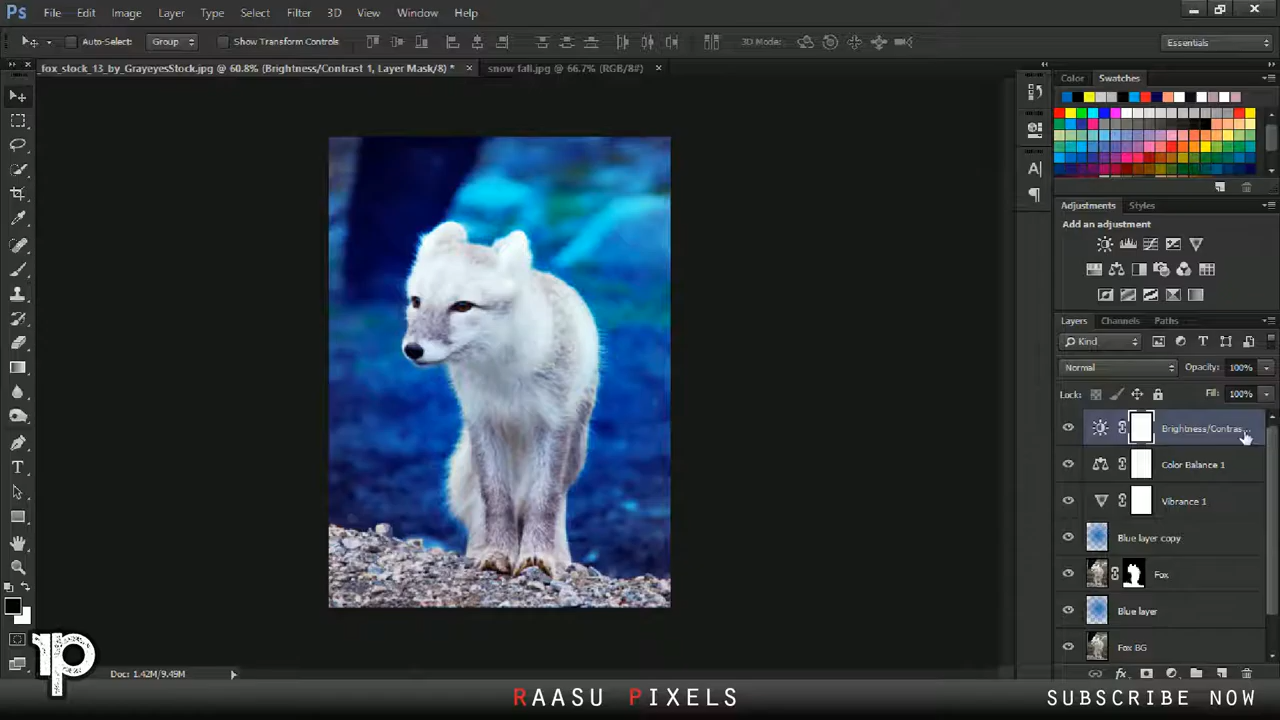 Ps File Edit Image Layer Type Select Filter 3D View Window Help
Auto-Select: Group Show Transform Controls 3D Mode: Essentials
fox_stock_13_by_GrayeyesStock.jpg @ 60.8% (Brightness/Contrast 1, Layer Mask/8) * × snow fall.jpg @ 66.7% (RGB/8#) ×
Color Swatches
Adjustments Styles
Add an adjustment
Layers Channels Paths
Kind
Normal Opacity: 100%
Lock: Fill: 100%
Brightness/Contras...
Color Balance 1
Vibrance 1
Blue layer copy
Fox
Blue layer
Fox BG
Doc: 1.42M/9.49M
RAASU PIXELS
SUBSCRIBE NOW